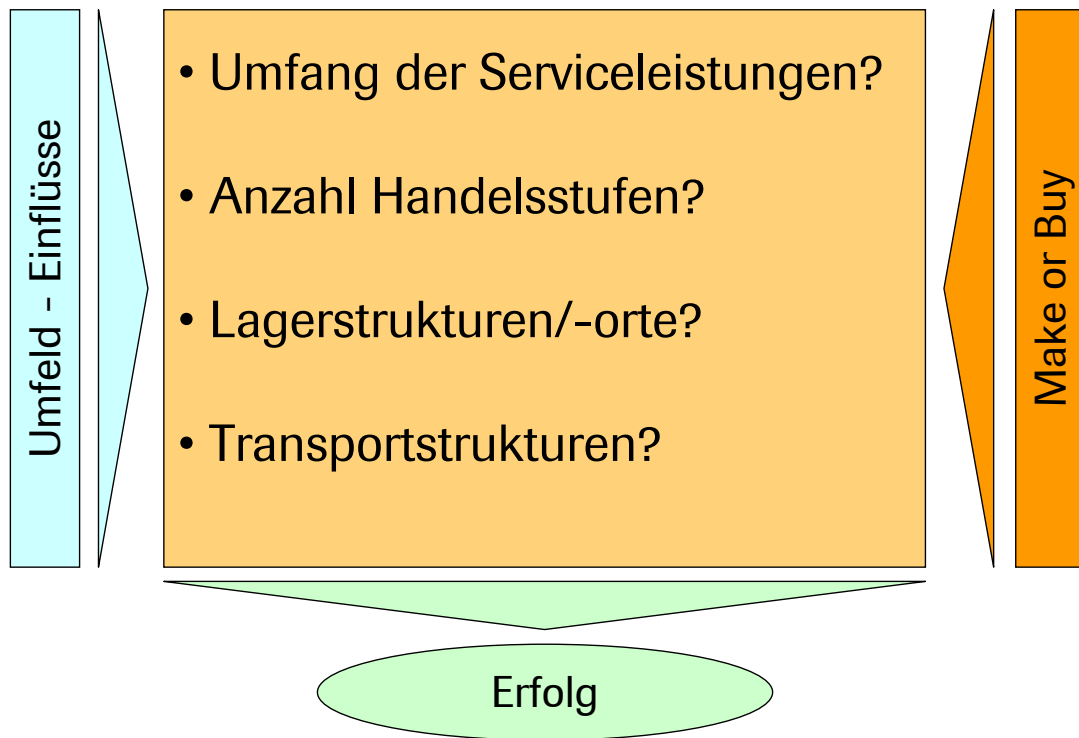 Umfeld - Einflüsse
• Umfang der Serviceleistungen?
• Anzahl Handelsstufen?
• Lagerstrukturen/-orte?
• Transportstrukturen?
Make or Buy
Erfolg